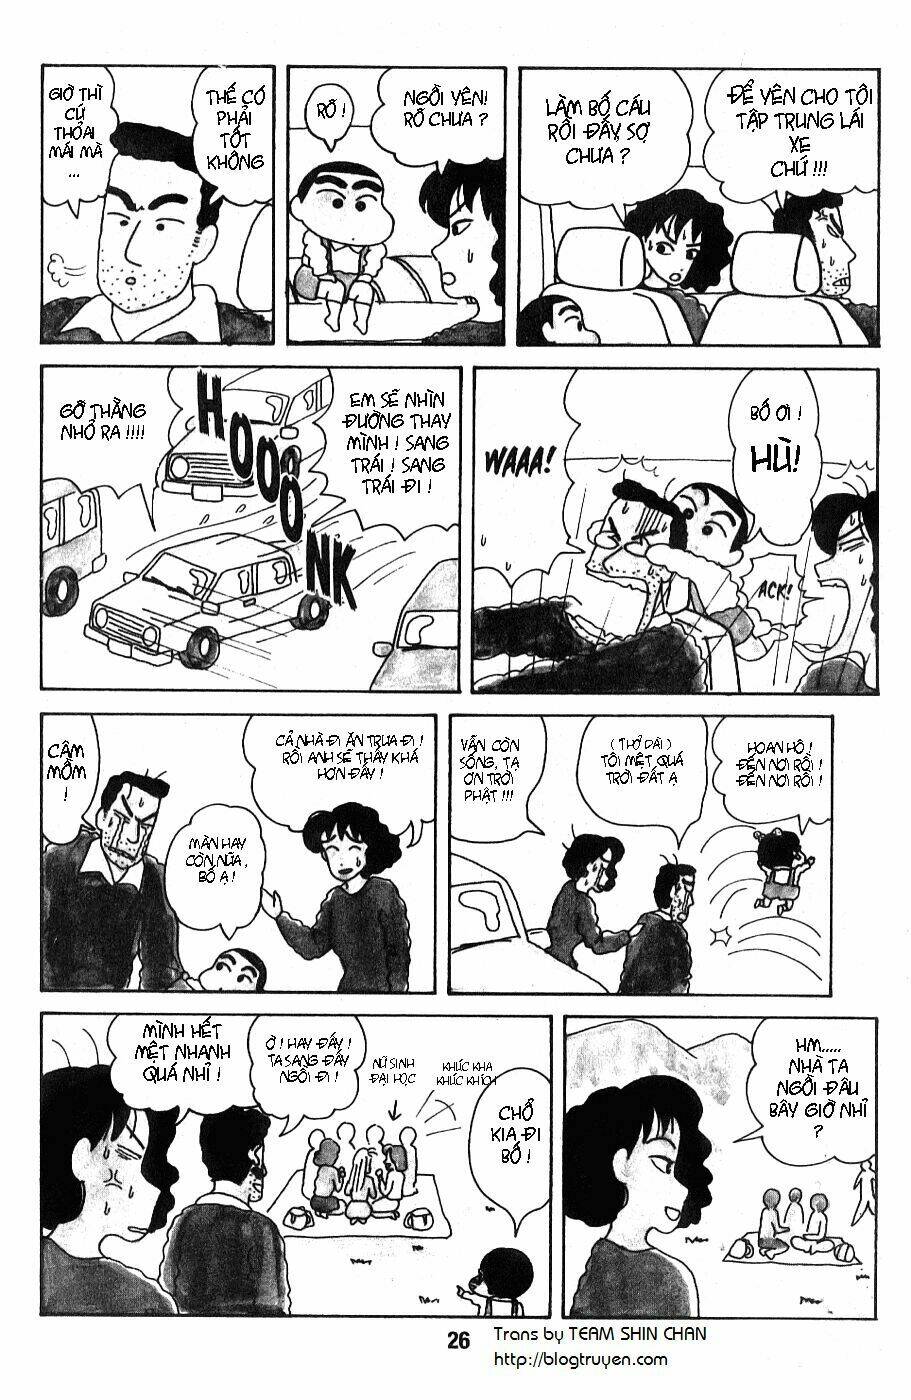 ĐỂ YÊN CHO TÔI
TẬP TRUNG LÁI
XE
CHỨ !!!
LÀM BỐ CÁU
RỒI ĐẤY, SỢ
CHƯA ?
NGỒI YÊN!
RÕ CHƯA ?
RÕ !
THẾ CÓ
PHẢI
TỐT
KHÔNG
GIỜ THÌ
CỨ
THOẢI
MÁI MÀ
...
BỐ ƠI !
HÙ!
WAAA!
ACK!
EM SẼ NHÌN
ĐƯỜNG THAY
MÌNH ! SANG
TRÁI ! SANG
TRÁI ĐI !
HOOOONK
GỠ THẰNG
NHỎ RA !!!!
HOAN HÔ !
ĐẾN NƠI RỒI !
ĐẾN NƠI RỒI !
( THỞ DÀI )
TÔI MỆT QUÁ
TRỜI ĐẤT Ạ
VẪN CÒN
SỐNG, TẠ
ƠN TRỜI
PHẬT !!!
CẢ NHÀ ĐI ĂN TRƯA ĐI !
RỒI ANH SẼ THẤY KHÁ
HƠN ĐẤY !
MÀN HAY
CÒN NỮA,
BỐ Ạ !
CÂM
MỒM
!
HM.....
NHÀ TA
NGỒI ĐÂU
BÂY GIỜ NHỈ
?
CHỖ
KIA ĐI
BỐ !
KHÚC KHA
KHÚC KHÍCH
NỮ SINH
ĐẠI HỌC
Ờ ! HAY ĐẤY !
TA SANG ĐẤY
NGỒI ĐI !
MÌNH HẾT
MỆT NHANH
QUÁ NHỈ !
26
Trans by TEAM SHIN CHAN
http://blogtruyen.com